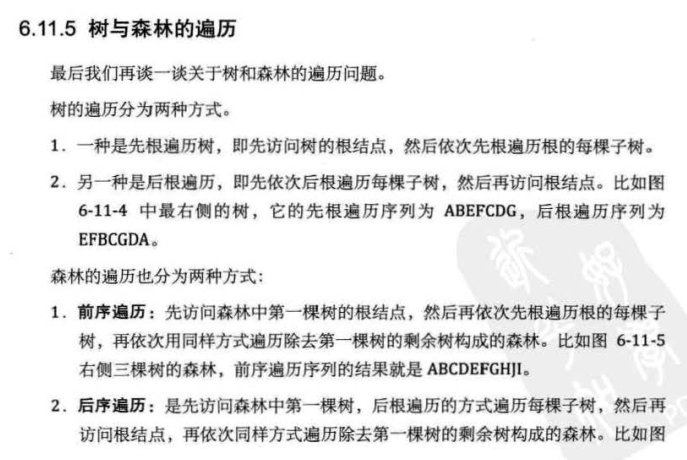 6.11.5 树与森林的遍历
最后我们再谈一谈关于树和森林的遍历问题。
树的遍历分为两种方式。
1．一种是先根遍历树，即先访问树的根结点，然后依次先根遍历根的每棵子树。
2．另一种是后根遍历，即先依次后根遍历每棵子树，然后再访问根结点。比如图
6-11-4 中最右侧的树，它的先根遍历序列为 ABEFCDG，后根遍历序列为
EFBCGDA。
森林的遍历也分为两种方式：
1．前序遍历：先访问森林中第一棵树的根结点，然后再依次先根遍历根的每棵子
树，再依次用同样方式遍历除去第一棵树的剩余树构成的森林。比如图 6-11-5
右侧三棵树的森林，前序遍历序列的结果就是 ABCDEFGHJI。
2．后序遍历：是先访问森林中第一棵树，后根遍历的方式遍历每棵子树，然后再
访问根结点，再依次同样方式遍历除去第一棵树的剩余树构成的森林。比如图